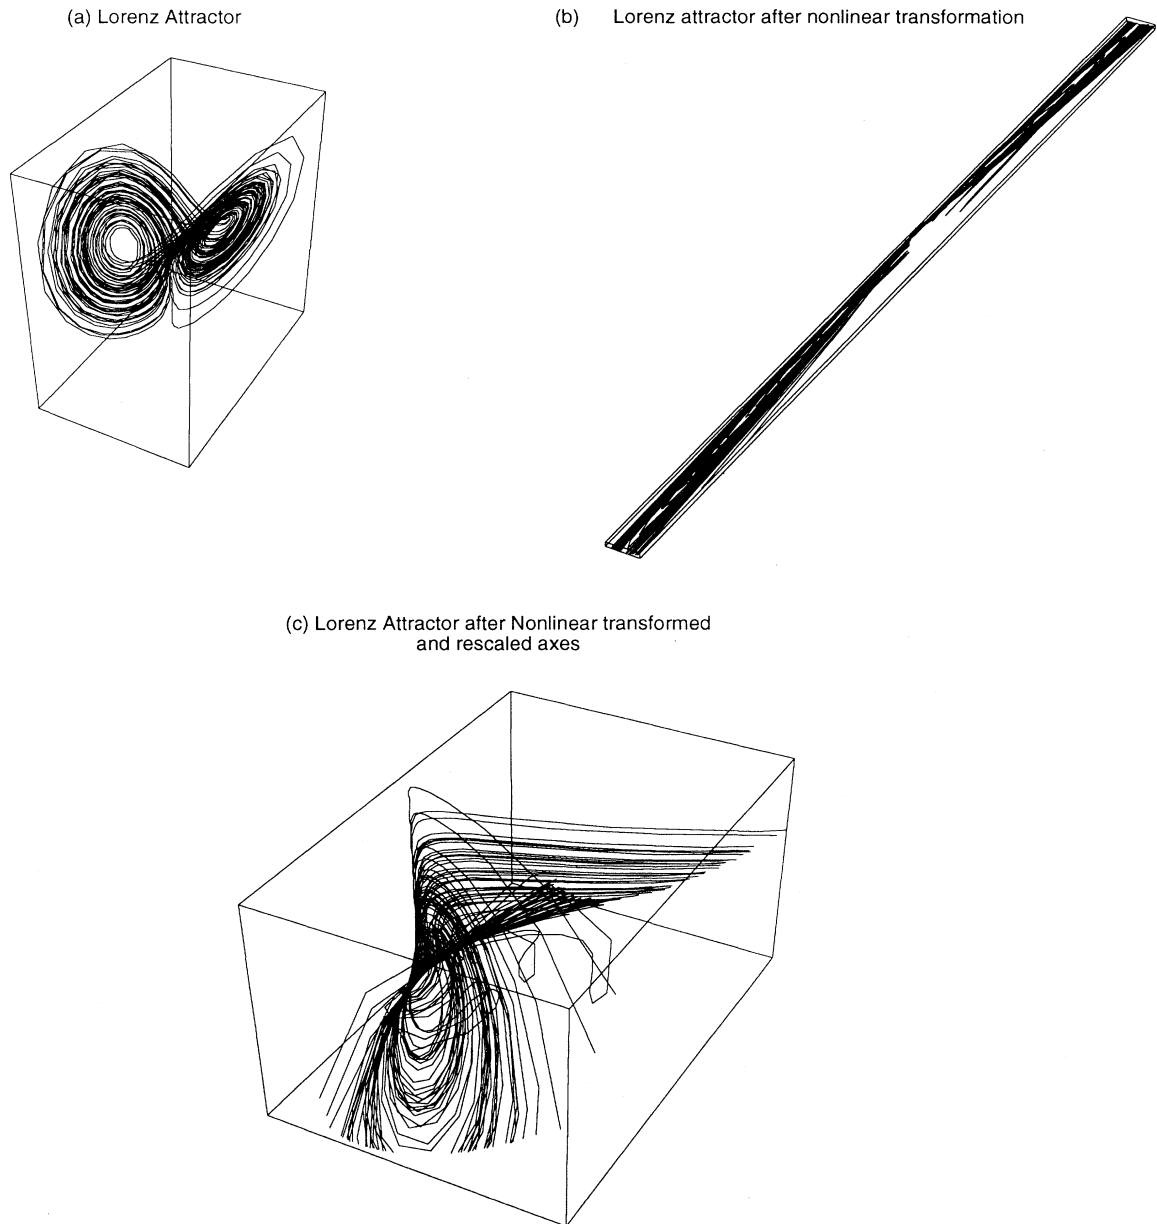 (a) Lorenz Attractor
(b) Lorenz attractor after nonlinear transformation
(c) Lorenz Attractor after Nonlinear transformed
and rescaled axes